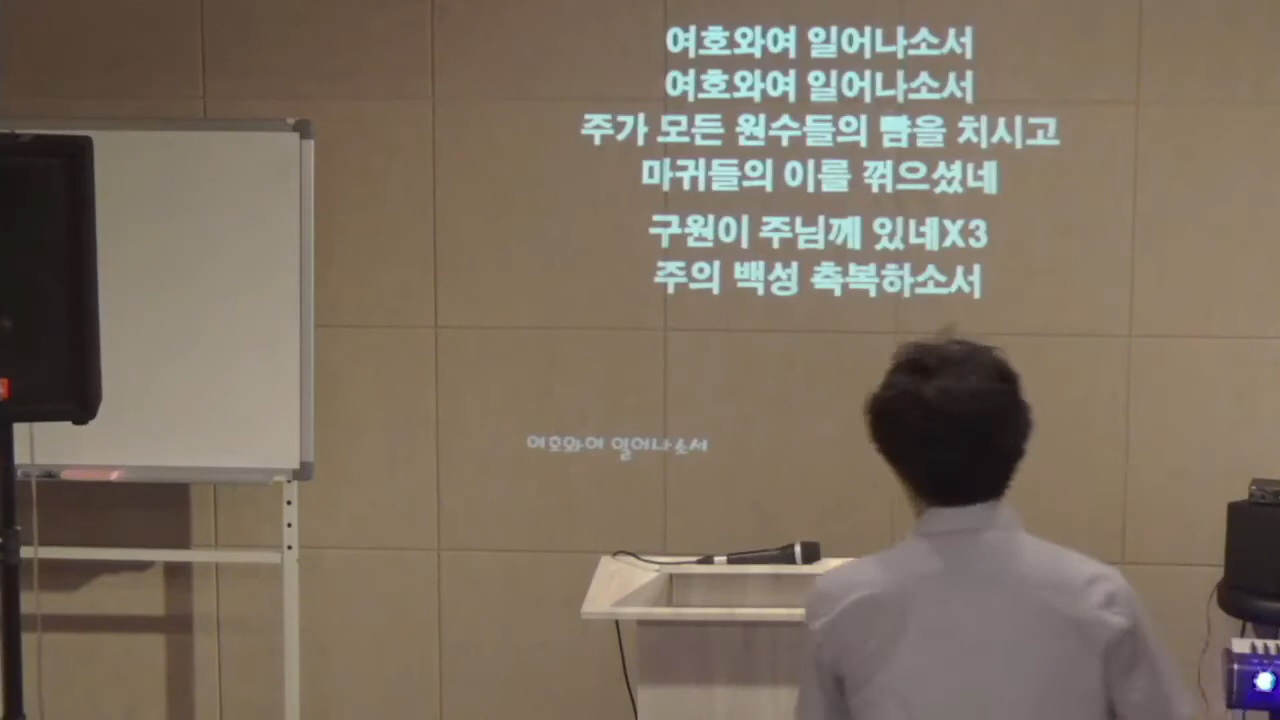 여호와여 일어나소서
여호와여 일어나소서
주가 모든 원수들의 뺨을 치시고
마귀들의 이를 꺾으셨네
구원이 주님께 있네X3
주의 백성 축복하소서
여호와여 일어나소서